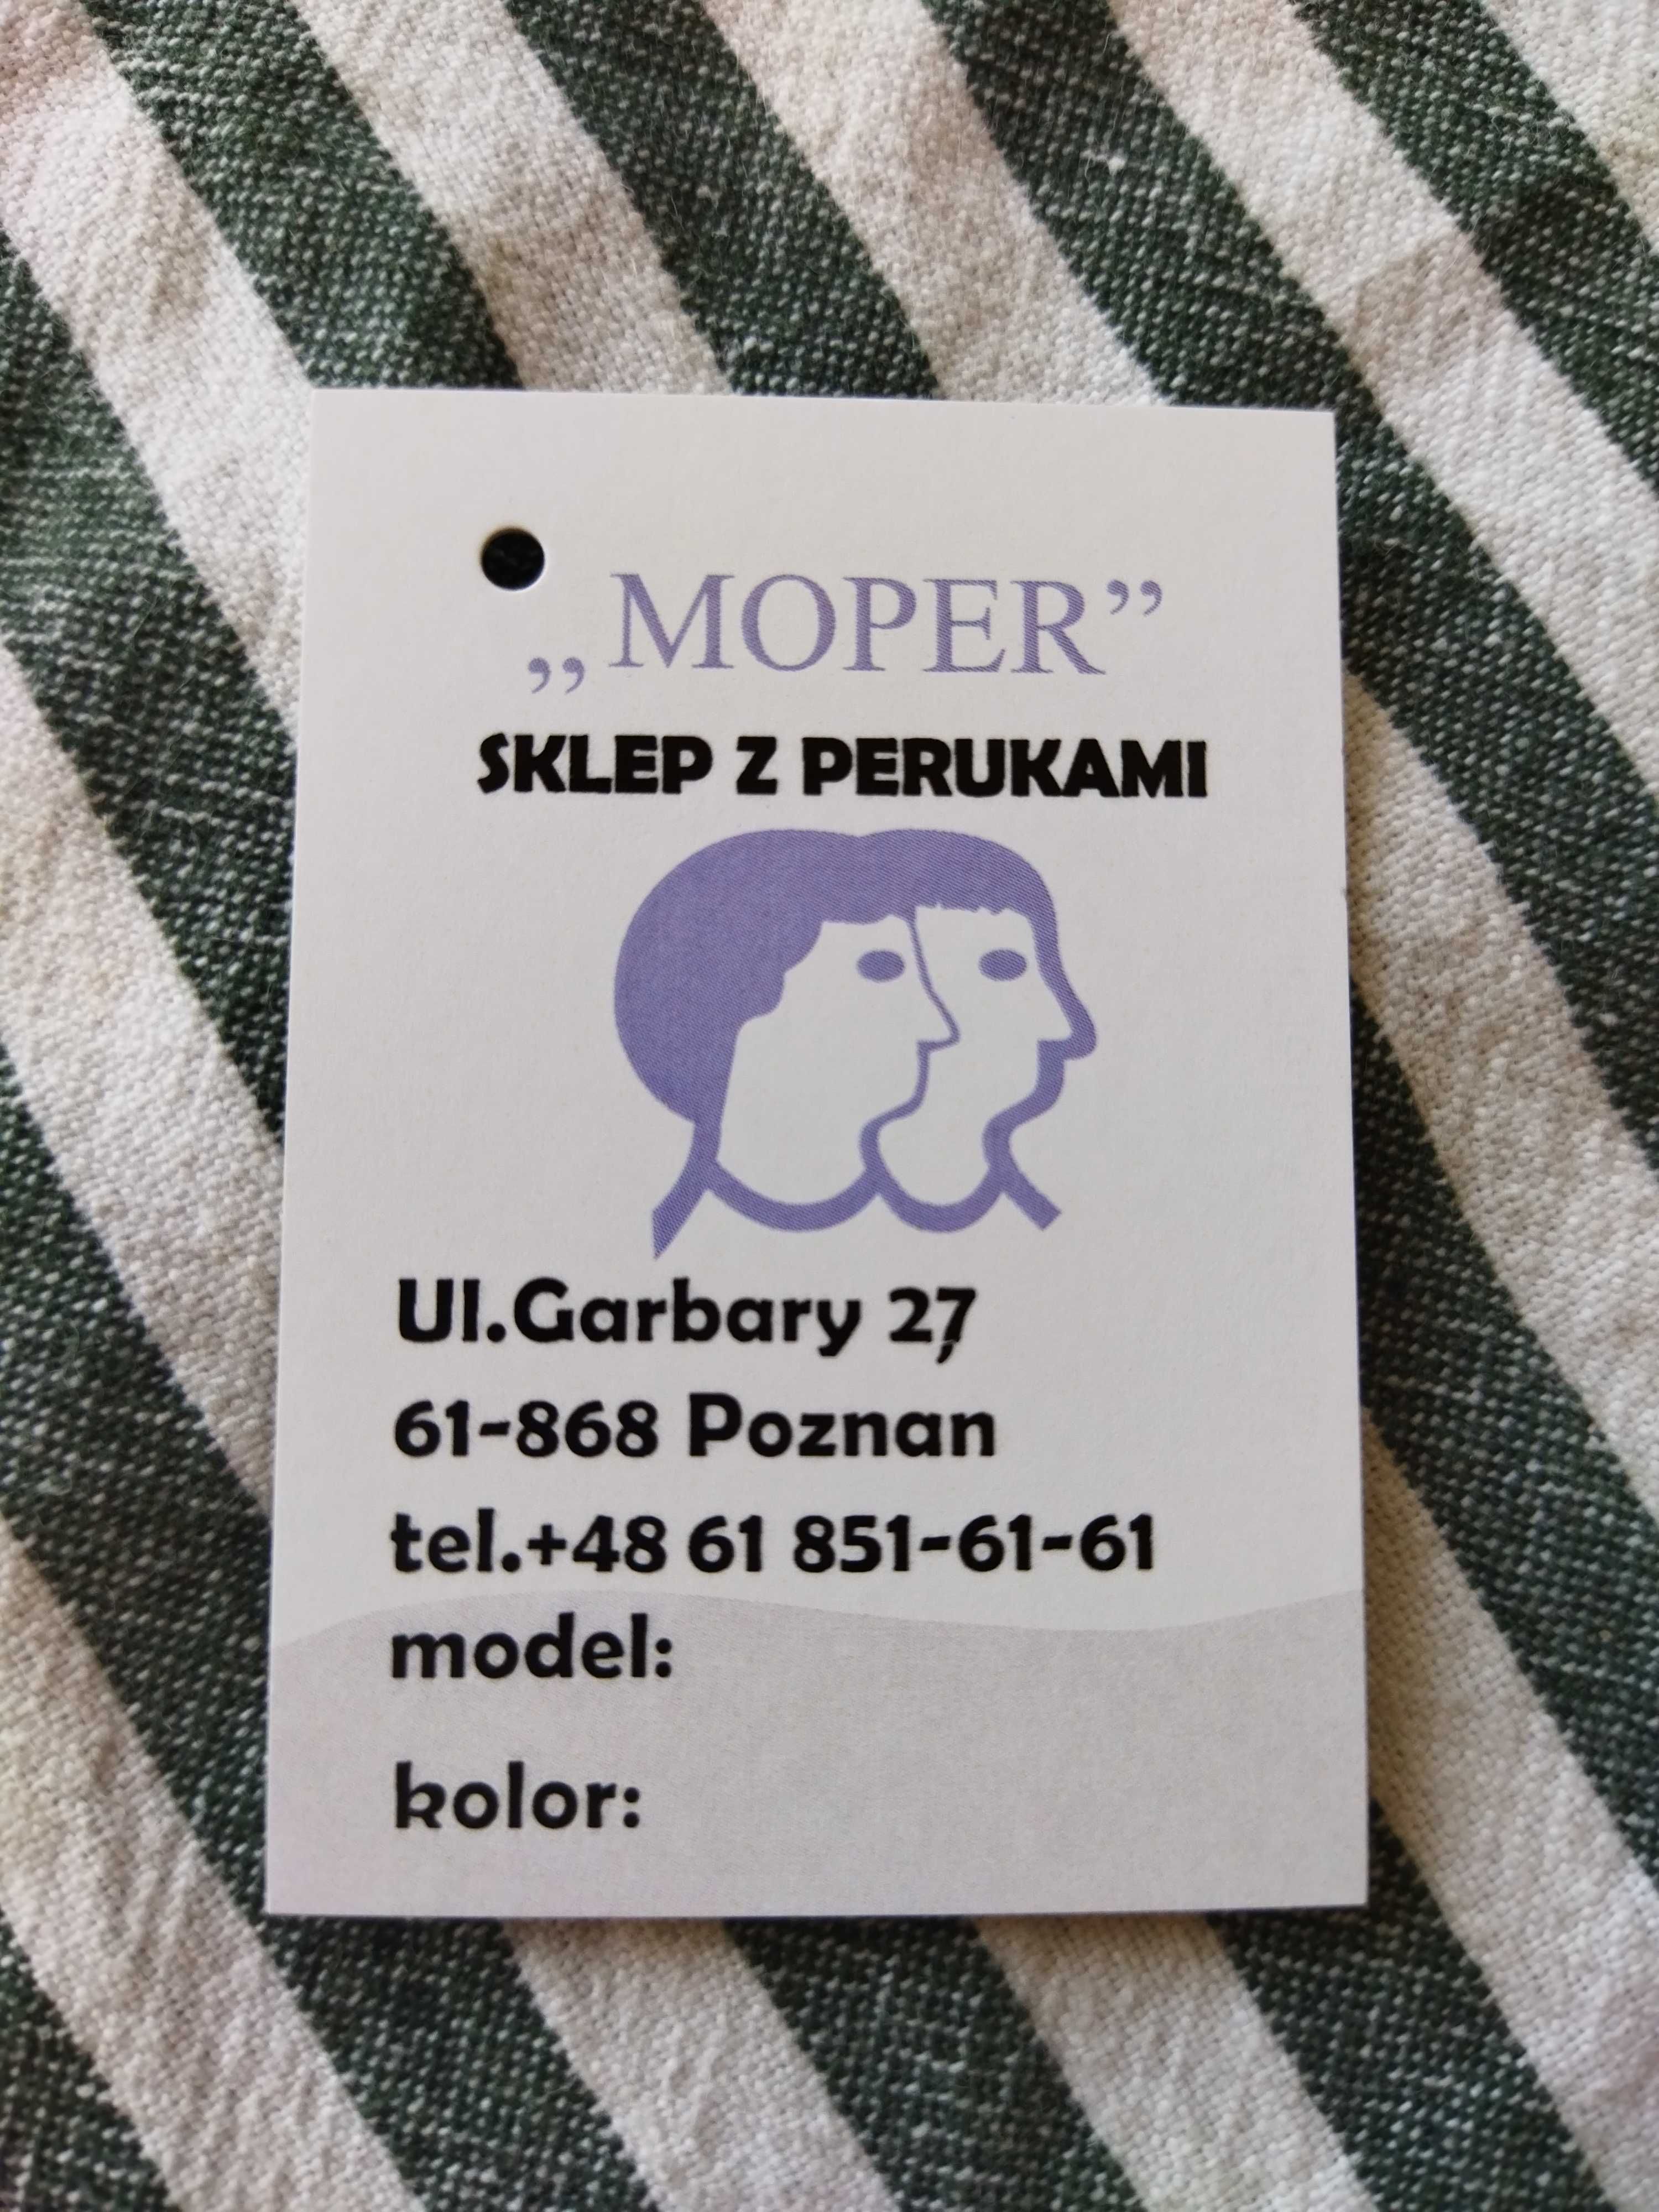 „MOPER”
SKLEP Z PERUKAMI
Ul.Garbary 27
61-868 Poznan
tel.+48 61 851-61-61
model:
kolor: